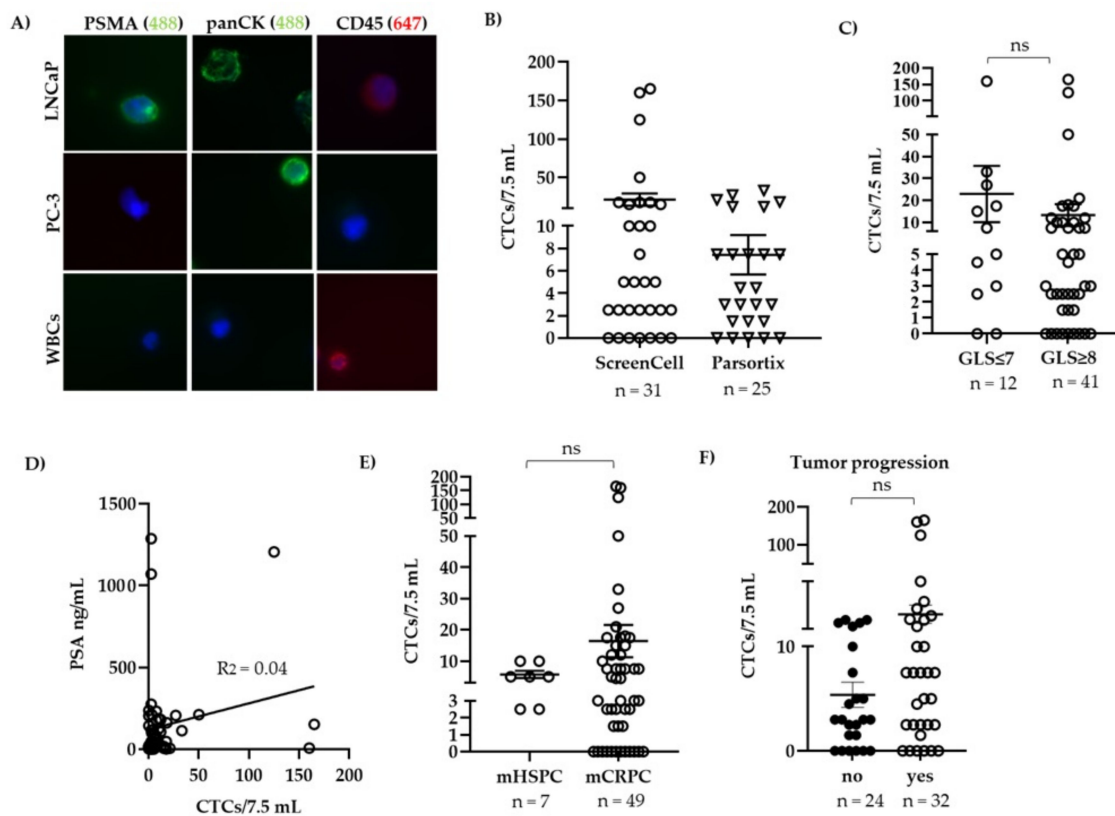 A)
PSMA (488) panCK (488) CD45 (647)
LNCaP
PC-3
WBCs
B)
CTCs/7.5 mL
200
150
100
50
10
8
6
4
2
0
ScreenCell Parsortix
n = 31 n = 25
C)
ns
CTCs/7.5 mL
200
150
100
50
40
30
20
10
5
4
3
2
1
0
GLS≤7 GLS≥8
n = 12 n = 41
D)
PSA ng/mL
1500
1000
500
0
R2 = 0.04
0 50 100 150 200
CTCs/7.5 mL
E)
ns
CTCs/7.5 mL
200
150
100
50
50
40
30
20
10
3
2
1
0
mHSPC mCRPC
n = 7 n = 49
F)
Tumor progression
ns
CTCs/7.5 mL
200
100
10
0
no yes
n = 24 n = 32